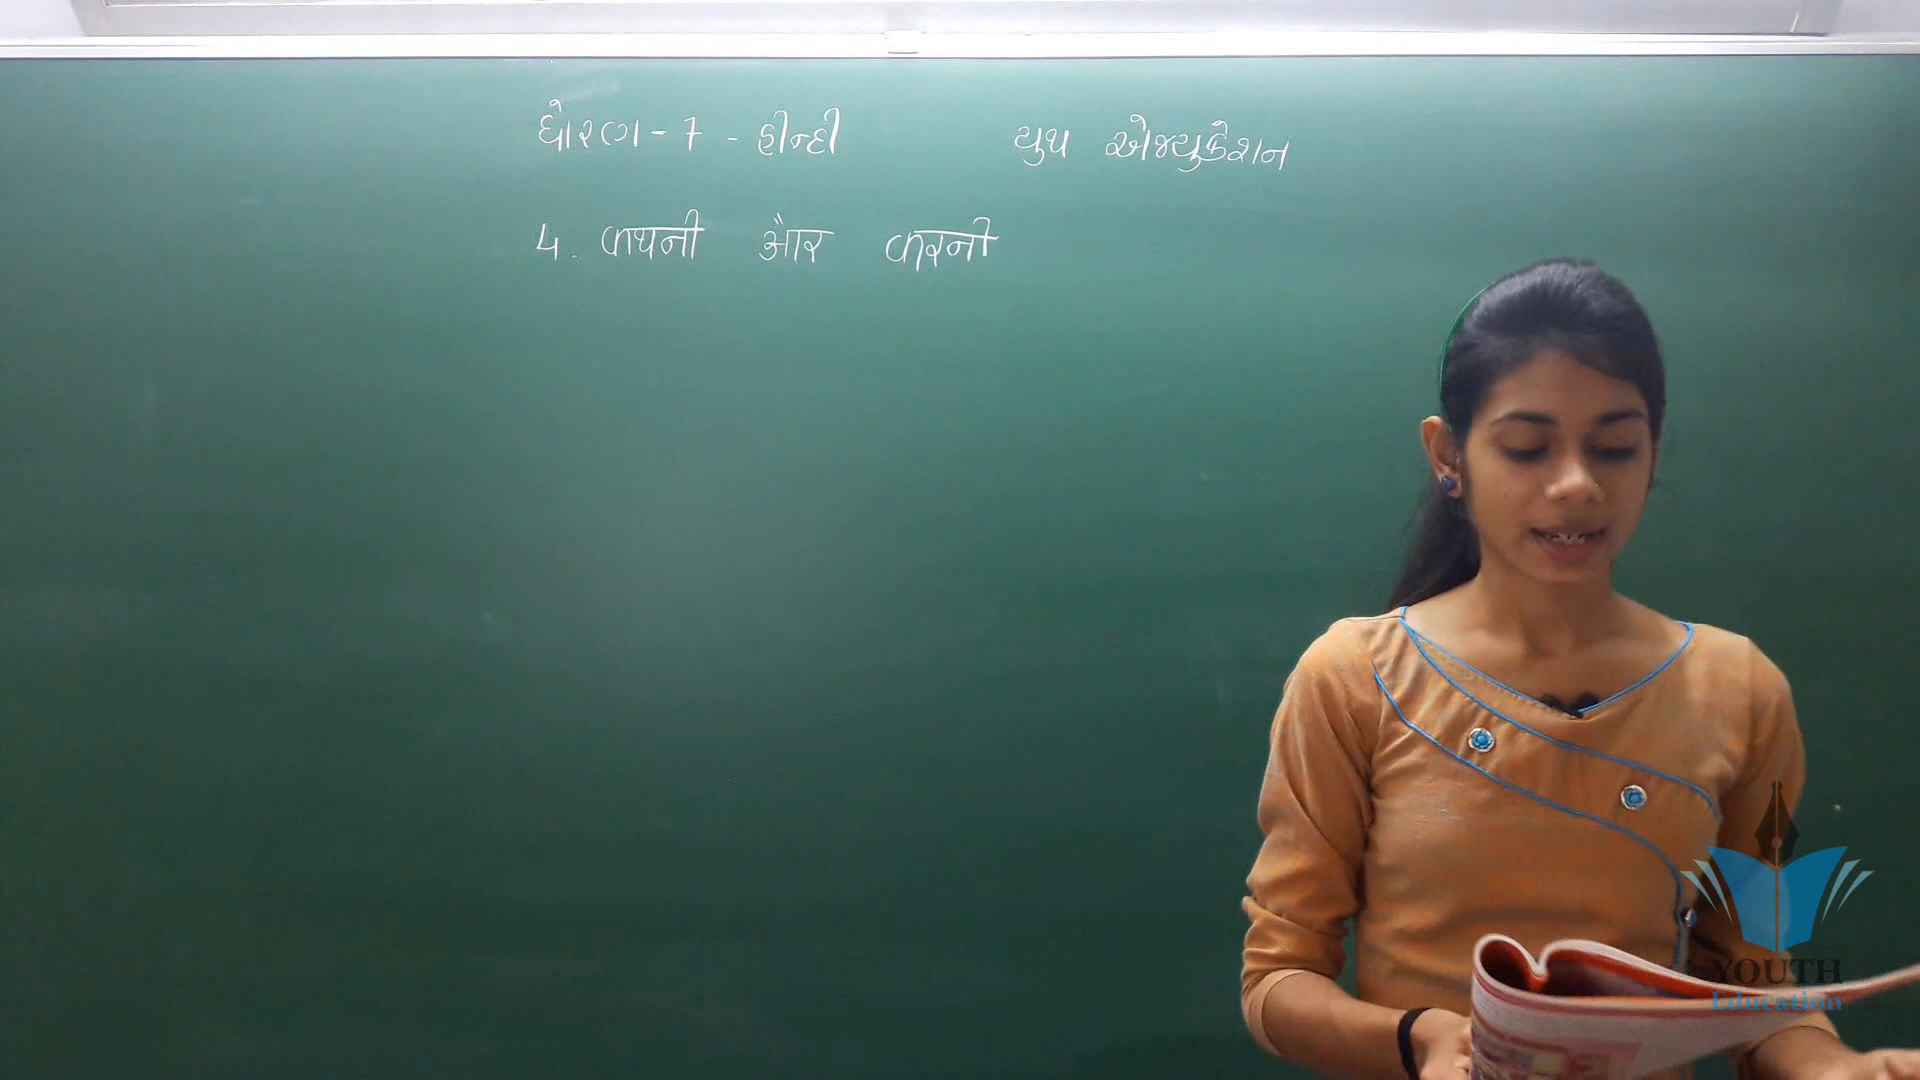 ધોરણ - 7 - હીન્દી
યુથ એજ્યુકેશન
4. कथनी और करनी
YOUTH
Education